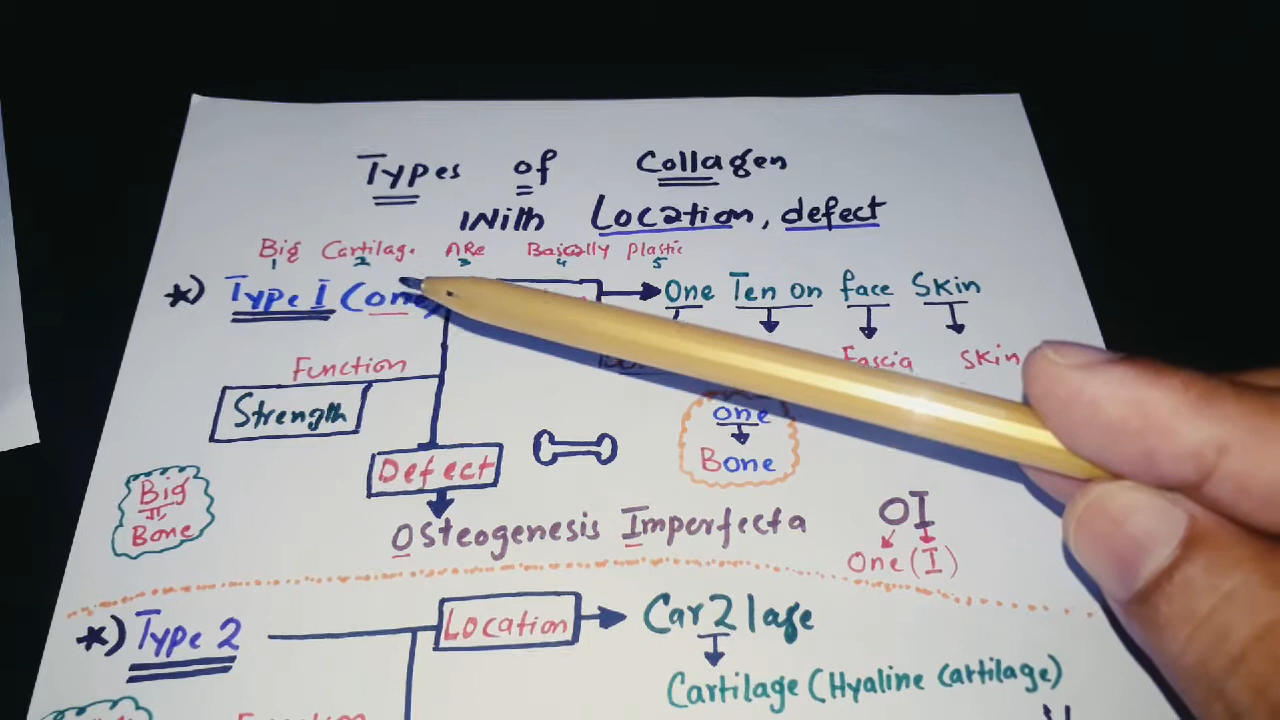 Types of Collagen
With Location, defect
Big Cartilage ARe Basically Plastic
1 2 3 4 5
*) Type I (one) One Ten on face Skin
Function Fascia Skin
Strength one
Bone
Defect
Big
Bone
Osteogenesis Imperfecta OI
One (I)
*) Type 2 Location Car2lage
Cartilage (Hyaline cartilage)
Function